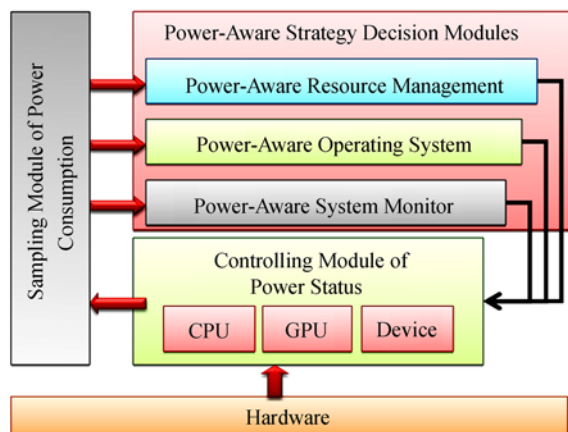 Sampling Module of Power
Consumption
Power-Aware Strategy Decision Modules
Power-Aware Resource Management
Power-Aware Operating System
Power-Aware System Monitor
Controlling Module of
Power Status
CPU
GPU
Device
Hardware